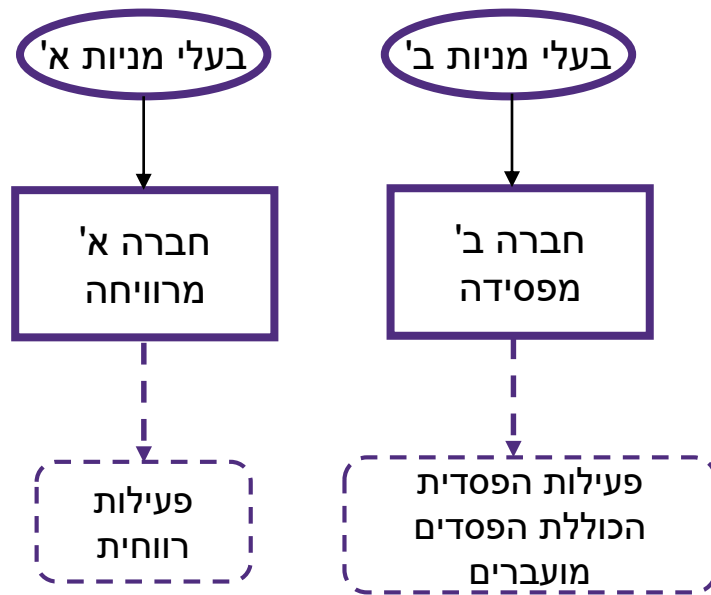 בעלי מניות א'
בעלי מניות ב'
חברה א'
מרוויחה
חברה ב'
מפסידה
פעילות
רווחית
פעילות הפסדית
הכוללת הפסדים
מועברים